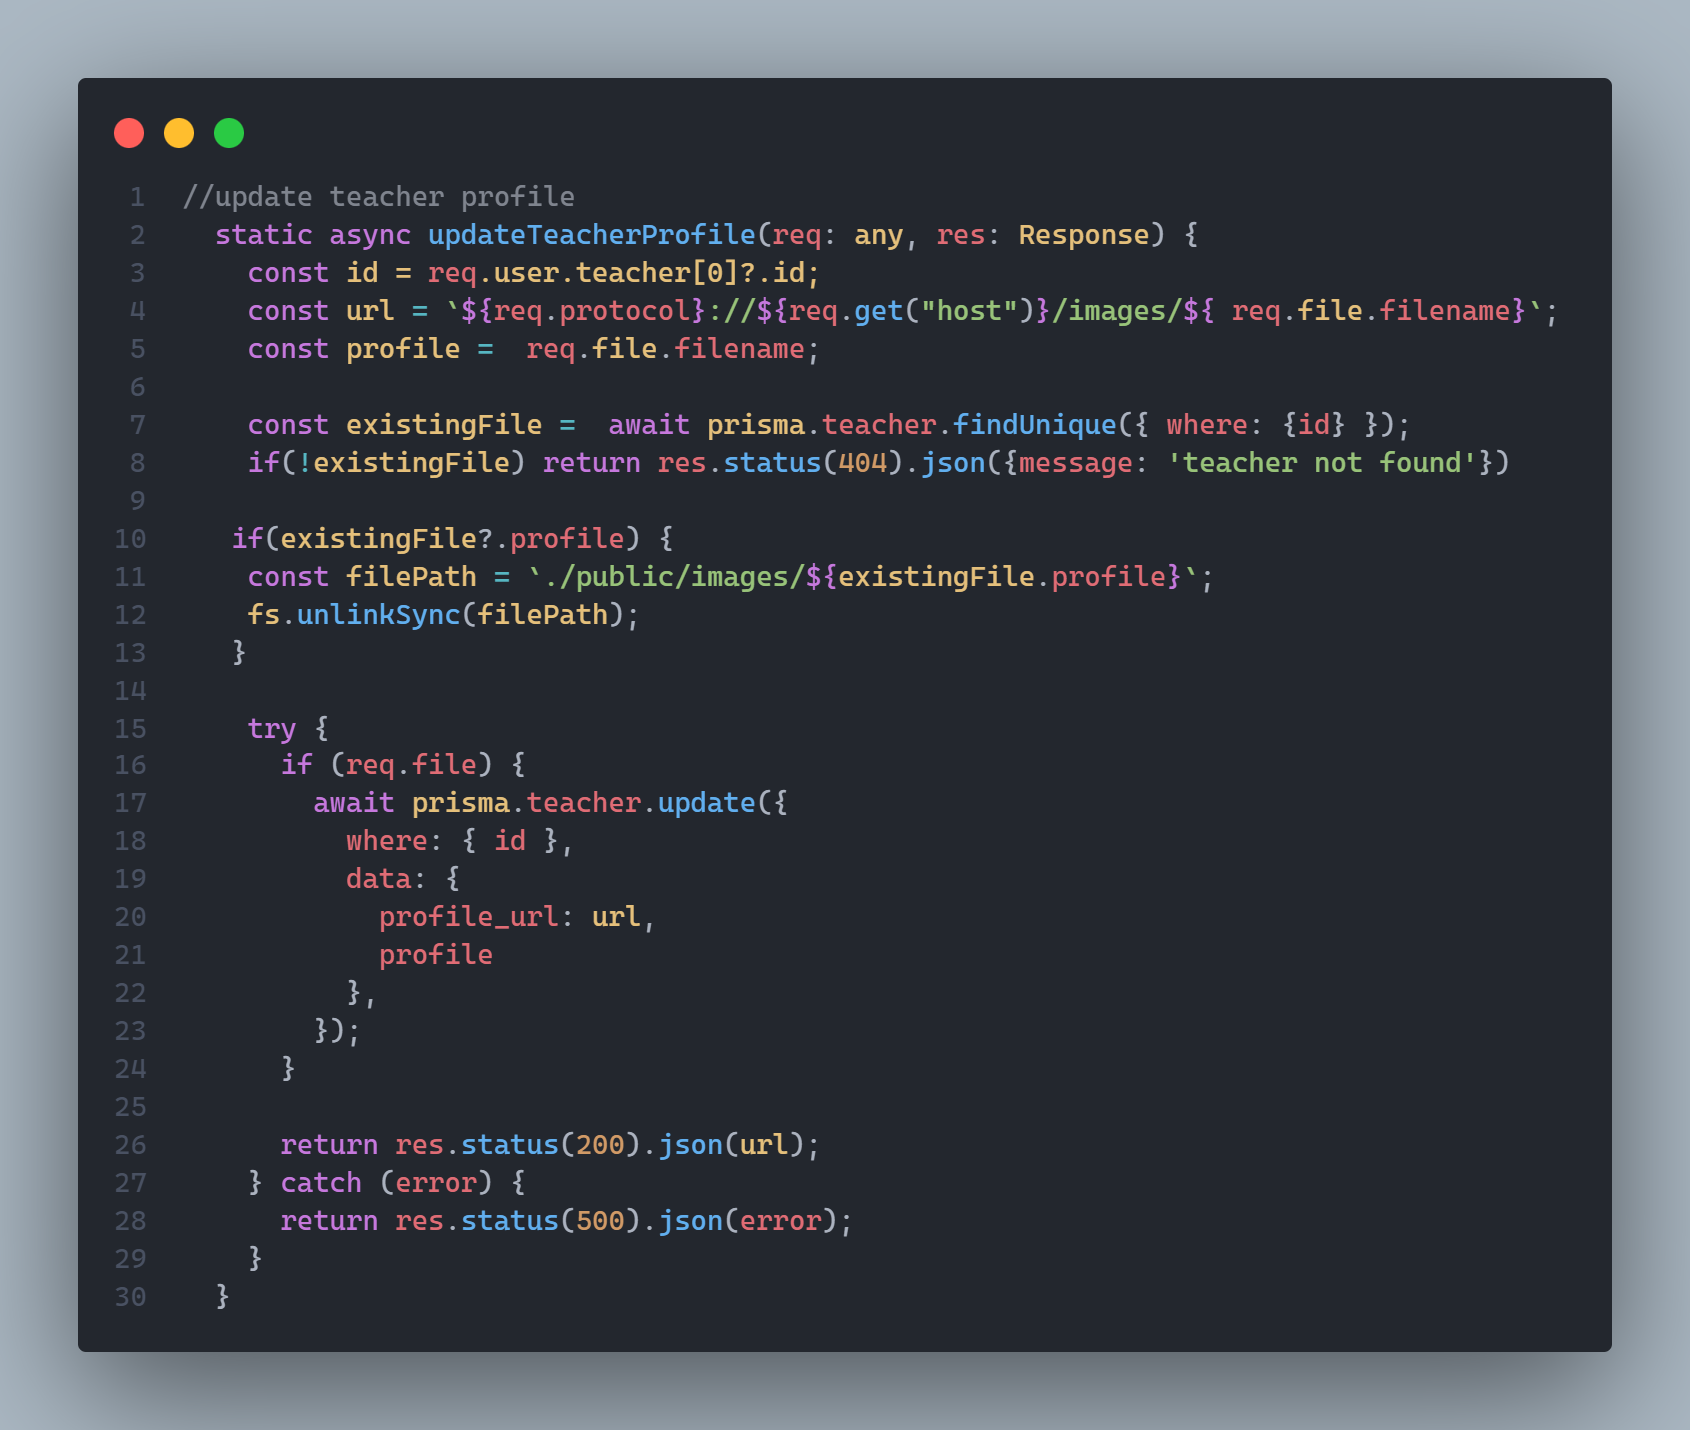 1 //update teacher profile
2   static async updateTeacherProfile(req: any, res: Response) {
3     const id = req.user.teacher[0]?.id;
4     const url = `${req.protocol}://${req.get("host")}/images/${ req.file.filename}`;
5     const profile =  req.file.filename;
6
7     const existingFile =  await prisma.teacher.findUnique({ where: {id} });
8     if(!existingFile) return res.status(404).json({message: 'teacher not found'})
9
10    if(existingFile?.profile) {
11     const filePath = `./public/images/${existingFile.profile}`;
12     fs.unlinkSync(filePath);
13    }
14
15     try {
16       if (req.file) {
17         await prisma.teacher.update({
18           where: { id },
19           data: {
20             profile_url: url,
21             profile
22           },
23         });
24       }
25
26       return res.status(200).json(url);
27     } catch (error) {
28       return res.status(500).json(error);
29     }
30   }